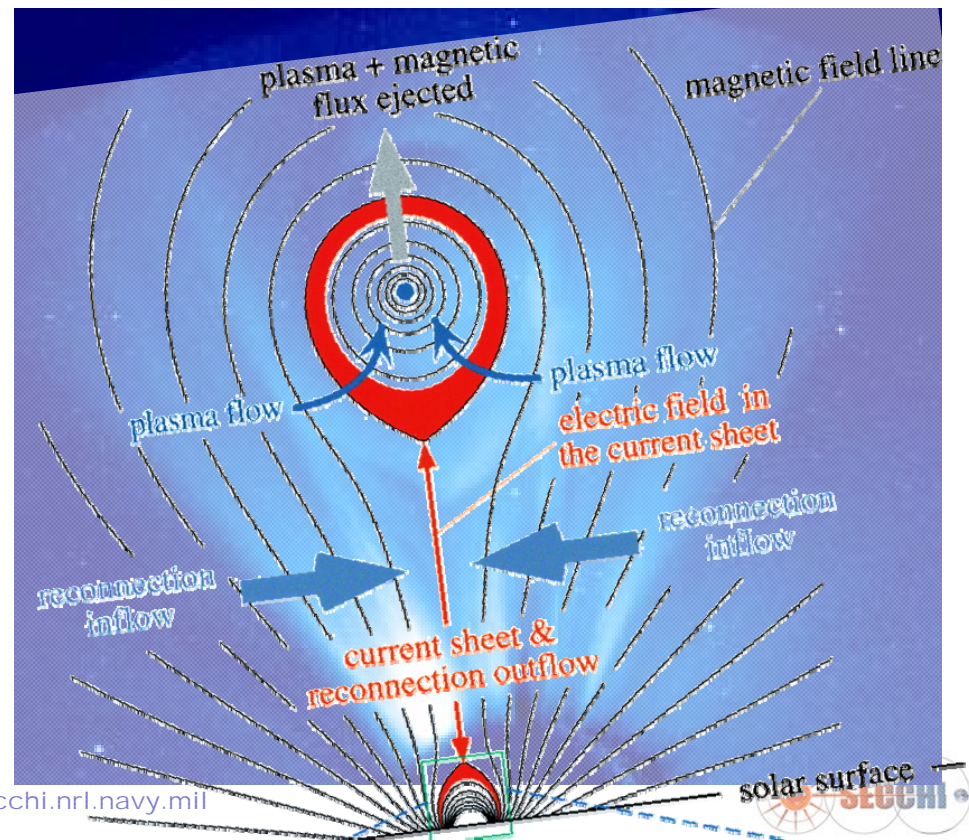 plasma + magnetic
flux ejected
magnetic field line
plasma flow
plasma flow
electric field in
the current sheet
reconnection
inflow
reconnection
inflow
current sheet &
reconnection outflow
solar surface
cchi.nrl.navy.mil
SECCHI